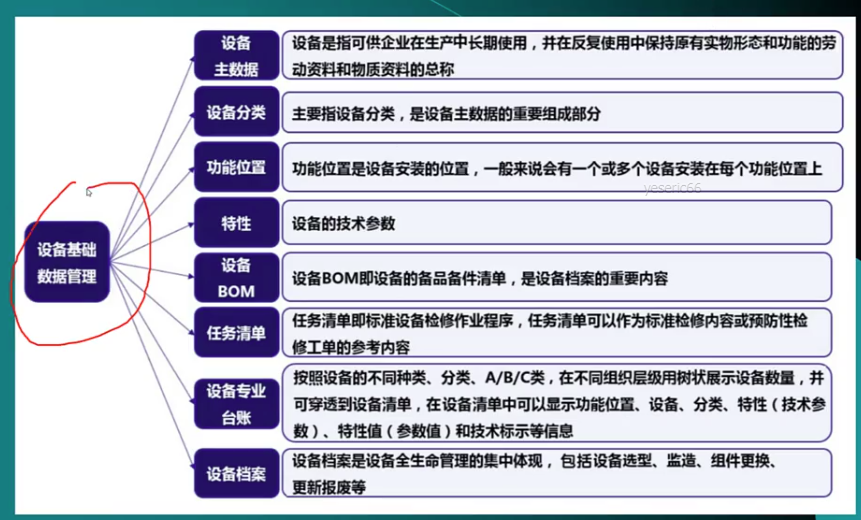 设备
主数据
设备是指可供企业在生产中长期使用，并在反复使用中保持原有实物形态和功能的劳
动资料和物质资料的总称
设备分类
主要指设备分类，是设备主数据的重要组成部分
功能位置
功能位置是设备安装的位置，一般来说会有一个或多个设备安装在每个功能位置上
yeseric66
特性
设备的技术参数
设备基础
数据管理
设备
BOM
设备BOM即设备的备品备件清单，是设备档案的重要内容
任务清单
任务清单即标准设备检修作业程序，任务清单可以作为标准检修内容或预防性检
修工单的参考内容
设备专业
台账
按照设备的不同种类、分类、A/B/C类，在不同组织层级用树状展示设备数量，并
可穿透到设备清单，在设备清单中可以显示功能位置、设备、分类、特性（技术参
数）、特性值（参数值）和技术标示等信息
设备档案
设备档案是设备全生命管理的集中体现， 包括设备选型、监造、组件更换、
更新报废等